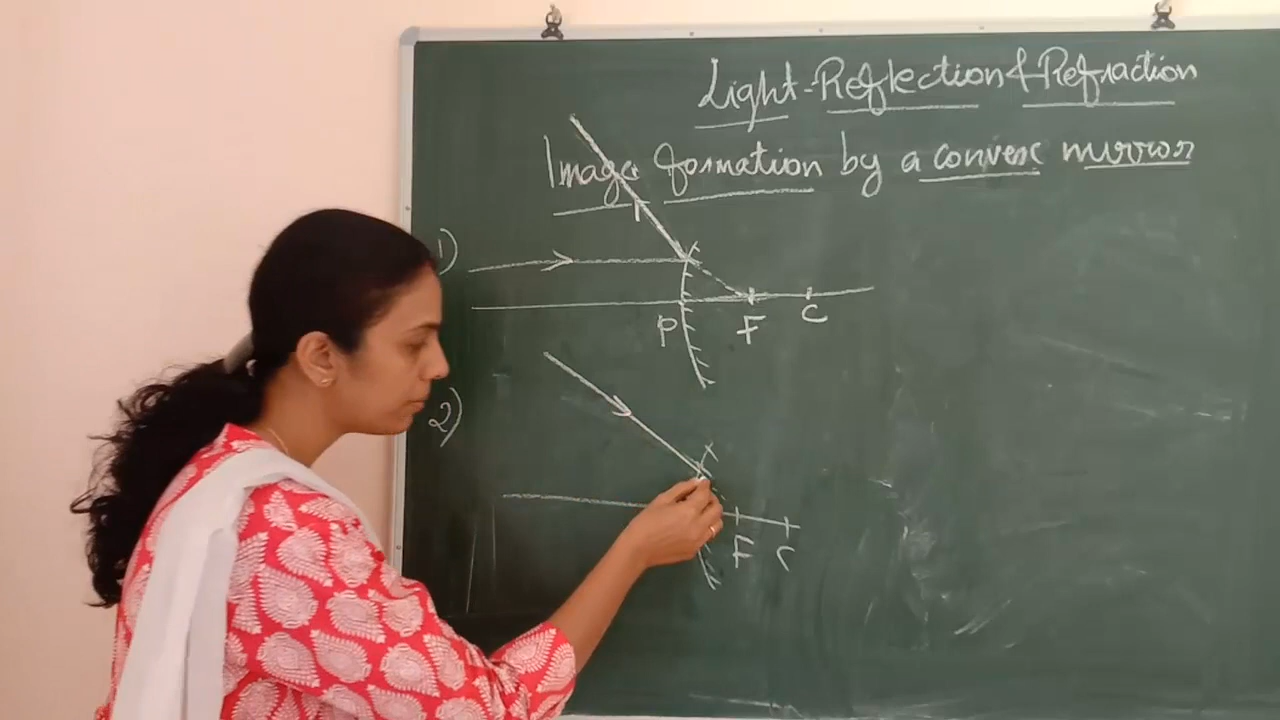 Light-Reflection & Refraction
Image formation by a convex mirror
1)
P F C
2)
F C